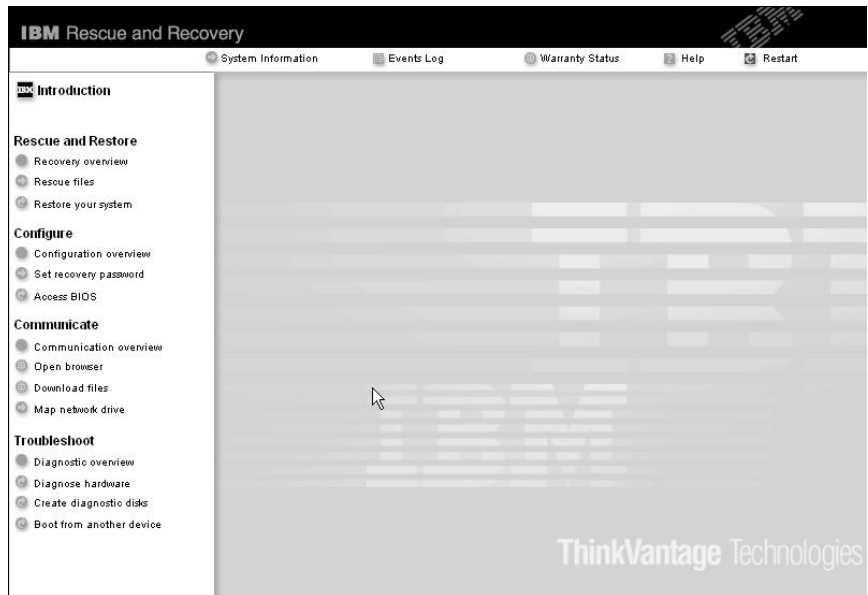 IBM Rescue and Recovery
IBM
System Information
Events Log
Warranty Status
Help
Restart
Introduction
Rescue and Restore
Recovery overview
Rescue files
Restore your system
Configure
Configuration overview
Set recovery password
Access BIOS
Communicate
Communication overview
Open browser
Download files
Map network drive
Troubleshoot
Diagnostic overview
Diagnose hardware
Create diagnostic disks
Boot from another device
IBM
ThinkVantage Technologies